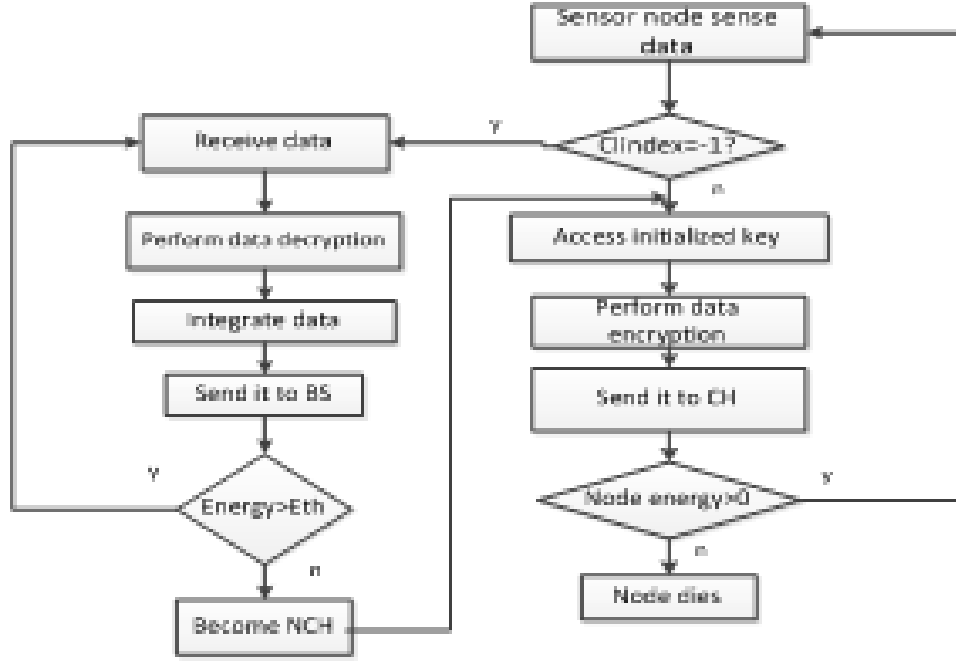 Sensor node sense
data
Y
Clindex=-1?
n
Receive data
Perform data decryption
Integrate data
Send it to BS
Y
Energy>Eth
n
Become NCH
Access initialized key
Perform data
encryption
Send it to CH
Node energy>0
y
n
Node dies